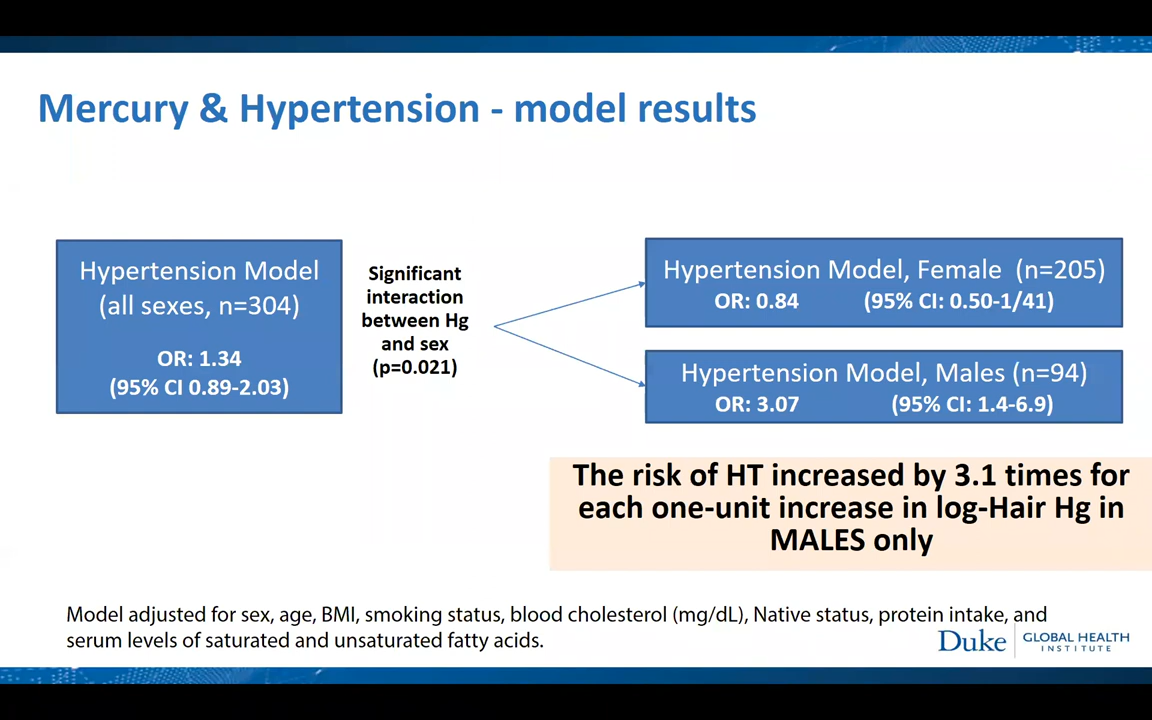 Mercury & Hypertension - model results
Hypertension Model
(all sexes, n=304)
OR: 1.34
(95% CI 0.89-2.03)
Significant
interaction
between Hg
and sex
(p=0.021)
Hypertension Model, Female (n=205)
OR: 0.84 (95% CI: 0.50-1/41)
Hypertension Model, Males (n=94)
OR: 3.07 (95% CI: 1.4-6.9)
The risk of HT increased by 3.1 times for
each one-unit increase in log-Hair Hg in
MALES only
Model adjusted for sex, age, BMI, smoking status, blood cholesterol (mg/dL), Native status, protein intake, and
serum levels of saturated and unsaturated fatty acids.
Duke GLOBAL HEALTH
INSTITUTE